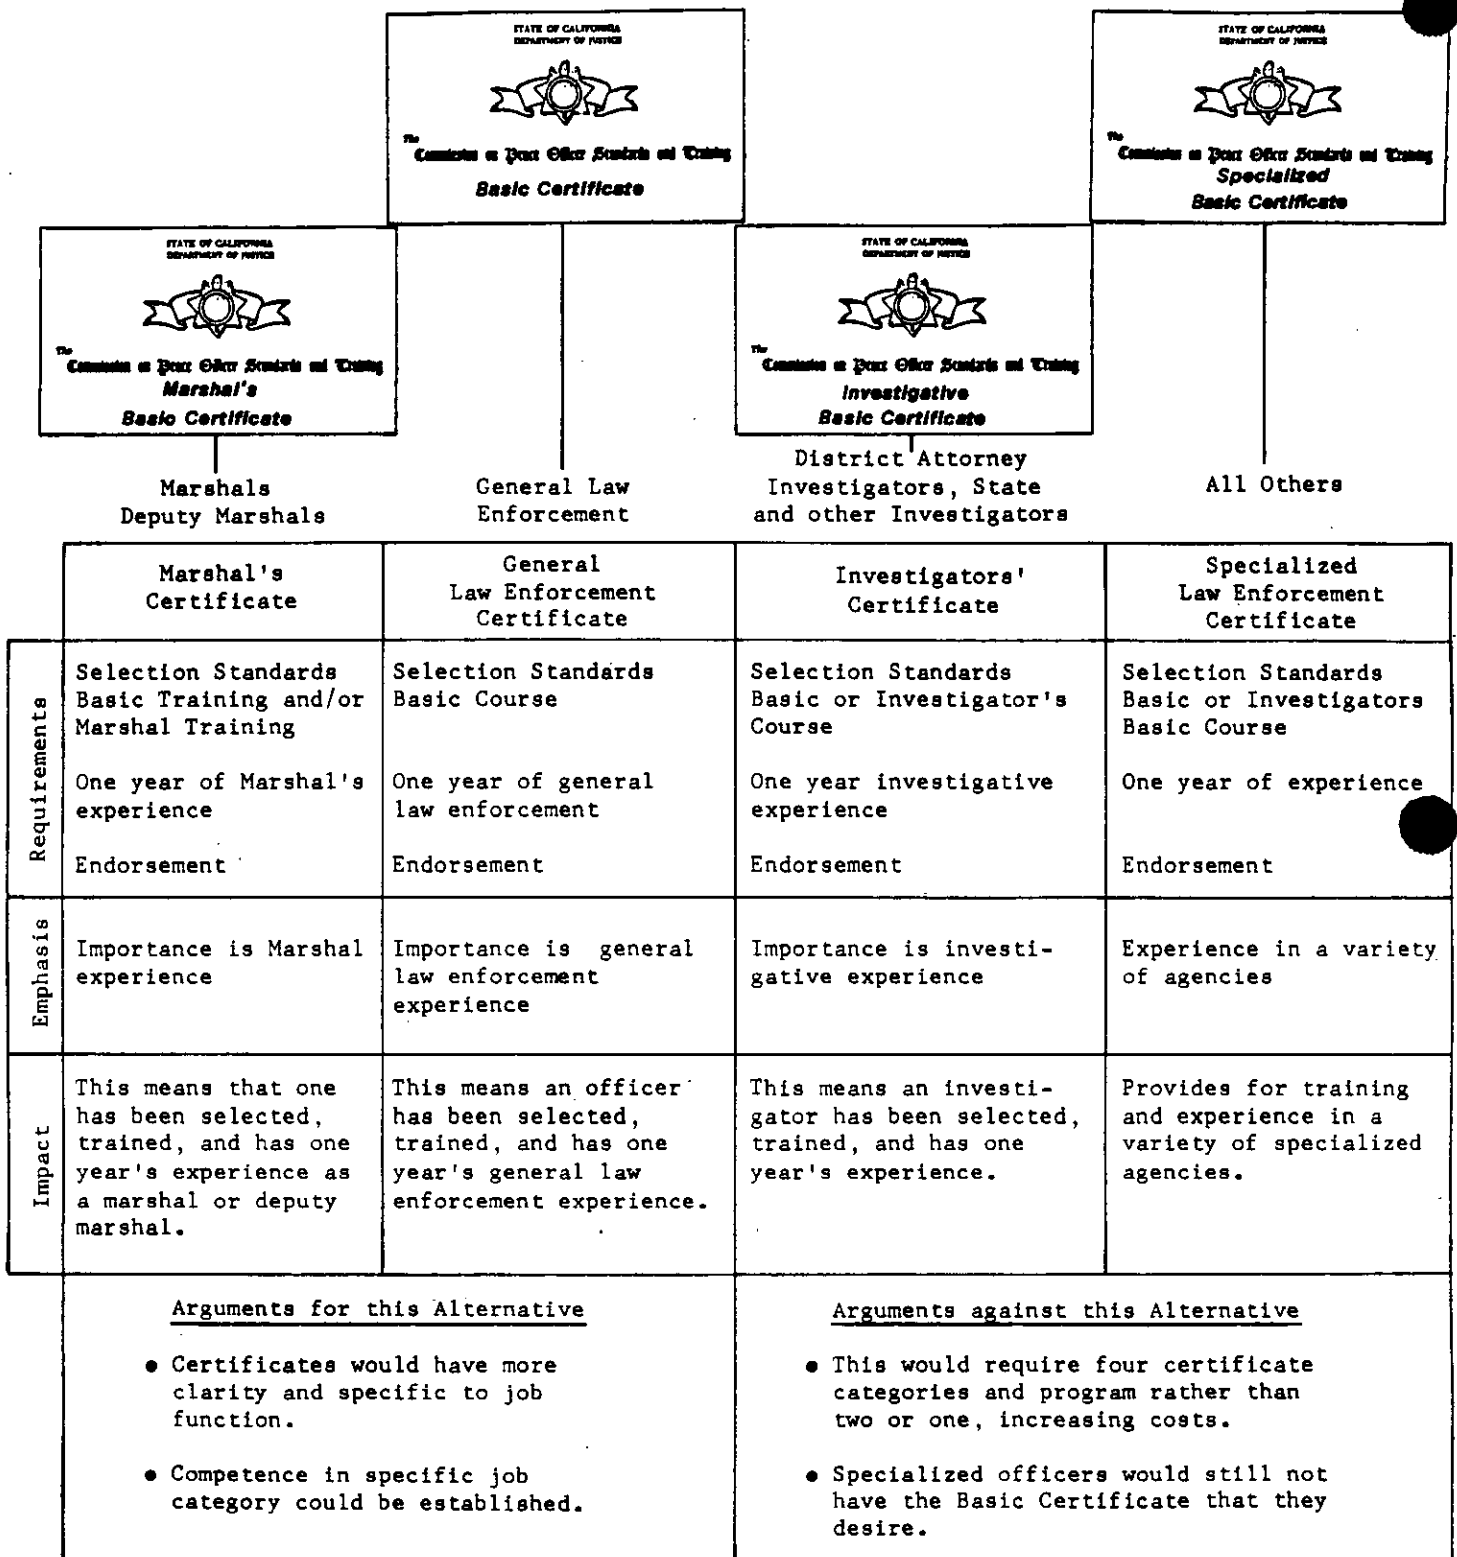 STATE OF CALIFORNIA
DEPARTMENT OF JUSTICE
The
Commission on Peace Officer Standards and Training
Basic Certificate
STATE OF CALIFORNIA
DEPARTMENT OF JUSTICE
The
Commission on Peace Officer Standards and Training
Specialized
Basic Certificate
STATE OF CALIFORNIA
DEPARTMENT OF JUSTICE
The
Commission on Peace Officer Standards and Training
Marshal's
Basic Certificate
STATE OF CALIFORNIA
DEPARTMENT OF JUSTICE
The
Commission on Peace Officer Standards and Training
Investigative
Basic Certificate
Marshals
Deputy Marshals
General Law
Enforcement
District Attorney
Investigators, State
and other Investigators
All Others
Marshal's
Certificate
General
Law Enforcement
Certificate
Investigators'
Certificate
Specialized
Law Enforcement
Certificate
Requirements
Selection Standards
Basic Training and/or
Marshal Training
One year of Marshal's
experience
Endorsement
Selection Standards
Basic Course
One year of general
law enforcement
Endorsement
Selection Standards
Basic or Investigator's
Course
One year investigative
experience
Endorsement
Selection Standards
Basic or Investigators
Basic Course
One year of experience
Endorsement
Emphasis
Importance is Marshal
experience
Importance is general
law enforcement
experience
Importance is investi-
gative experience
Experience in a variety
of agencies
Impact
This means that one
has been selected,
trained, and has one
year's experience as
a marshal or deputy
marshal.
This means an officer
has been selected,
trained, and has one
year's general law
enforcement experience.
This means an investi-
gator has been selected,
trained, and has one
year's experience.
Provides for training
and experience in a
variety of specialized
agencies.
Arguments for this Alternative
• Certificates would have more
clarity and specific to job
function.
• Competence in specific job
category could be established.
Arguments against this Alternative
• This would require four certificate
categories and program rather than
two or one, increasing costs.
• Specialized officers would still not
have the Basic Certificate that they
desire.